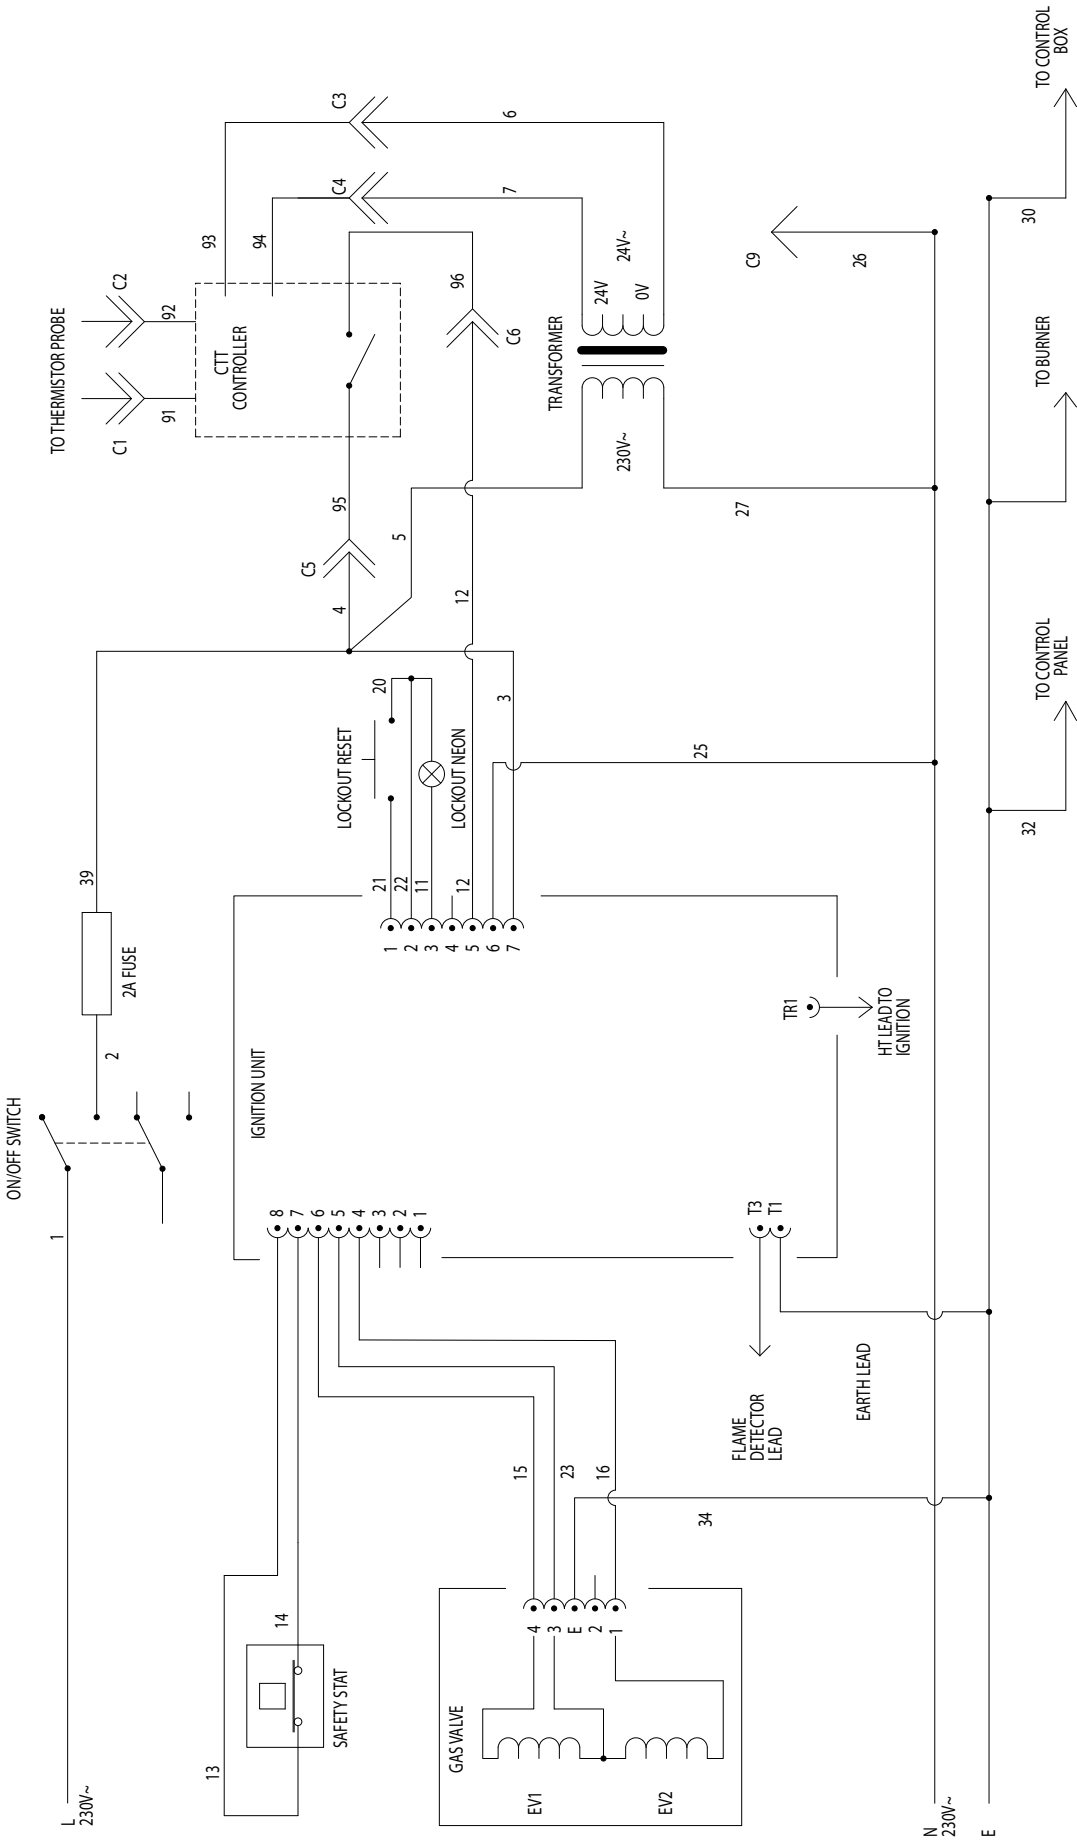 ON/OFF SWITCH
L
230V~
1
2
2A FUSE
39
TO THERMISTOR PROBE
C1
C2
91
92
13
SAFETY STAT
14
IGNITION UNIT
8
7
6
5
4
3
2
1
CTT
CONTROLLER
93
94
C3
C4
C5
95
4
5
LOCKOUT RESET
20
21
22
11
12
LOCKOUT NEON
1
2
3
4
5
6
7
12
96
C6
3
6
7
GAS VALVE
EV1
EV2
4
3
E
2
1
15
23
16
34
TRANSFORMER
230V~
24V
0V
24V~
25
27
C9
26
T3
T1
TR1
HT LEAD TO
IGNITION
FLAME
DETECTOR
LEAD
EARTH LEAD
N
230V~
E
32
TO CONTROL
PANEL
TO BURNER
30
TO CONTROL
BOX